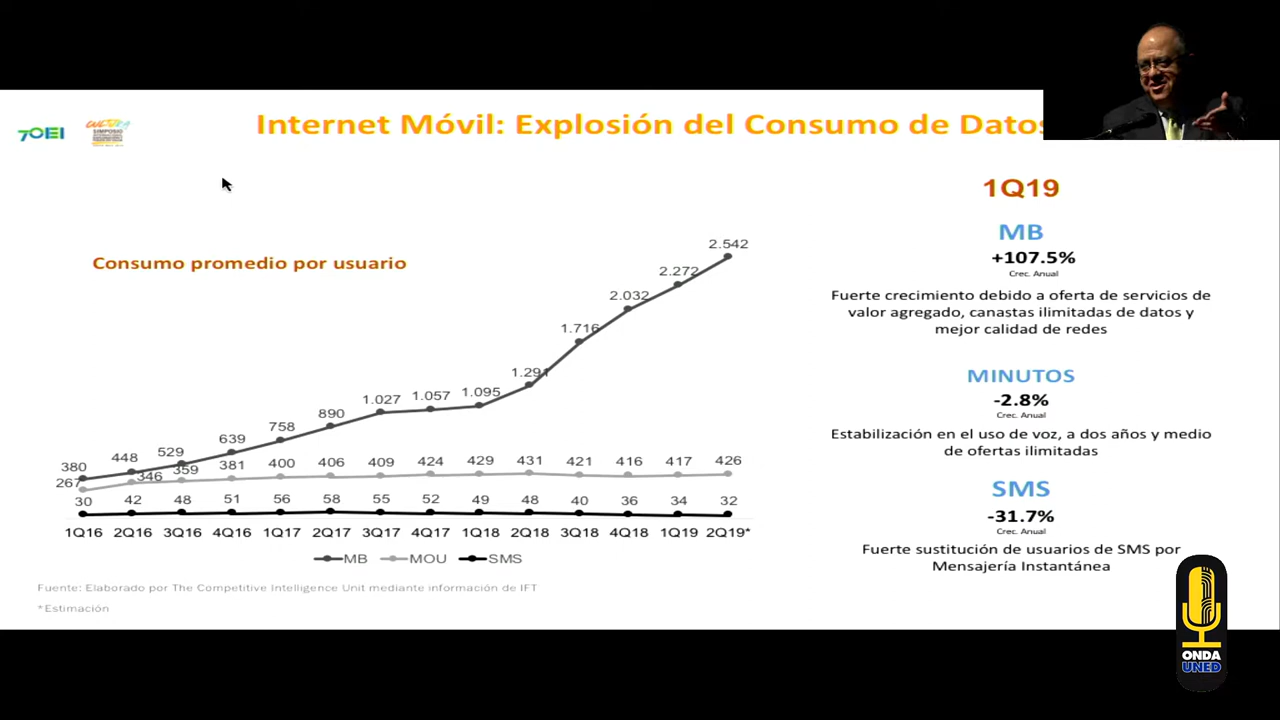 7OEI
CULTURA
SIMPOSIO
Internet Móvil: Explosión del Consumo de Datos
Consumo promedio por usuario
380 448 529 639 758 890 1.027 1.057 1.095 1.291 1.716 2.032 2.272 2.542
267 346 359 381 400 406 409 424 429 431 421 416 417 426
30 42 48 51 56 58 55 52 49 48 40 36 34 32
1Q16 2Q16 3Q16 4Q16 1Q17 2Q17 3Q17 4Q17 1Q18 2Q18 3Q18 4Q18 1Q19 2Q19*
MB MOU SMS
Fuente: Elaborado por The Competitive Intelligence Unit mediante información de IFT
*Estimación
1Q19
MB
+107.5%
Crec. Anual
Fuerte crecimiento debido a oferta de servicios de
valor agregado, canastas ilimitadas de datos y
mejor calidad de redes
MINUTOS
-2.8%
Crec. Anual
Estabilización en el uso de voz, a dos años y medio
de ofertas ilimitadas
SMS
-31.7%
Crec. Anual
Fuerte sustitución de usuarios de SMS por
Mensajería Instantánea
ONDA
UNED